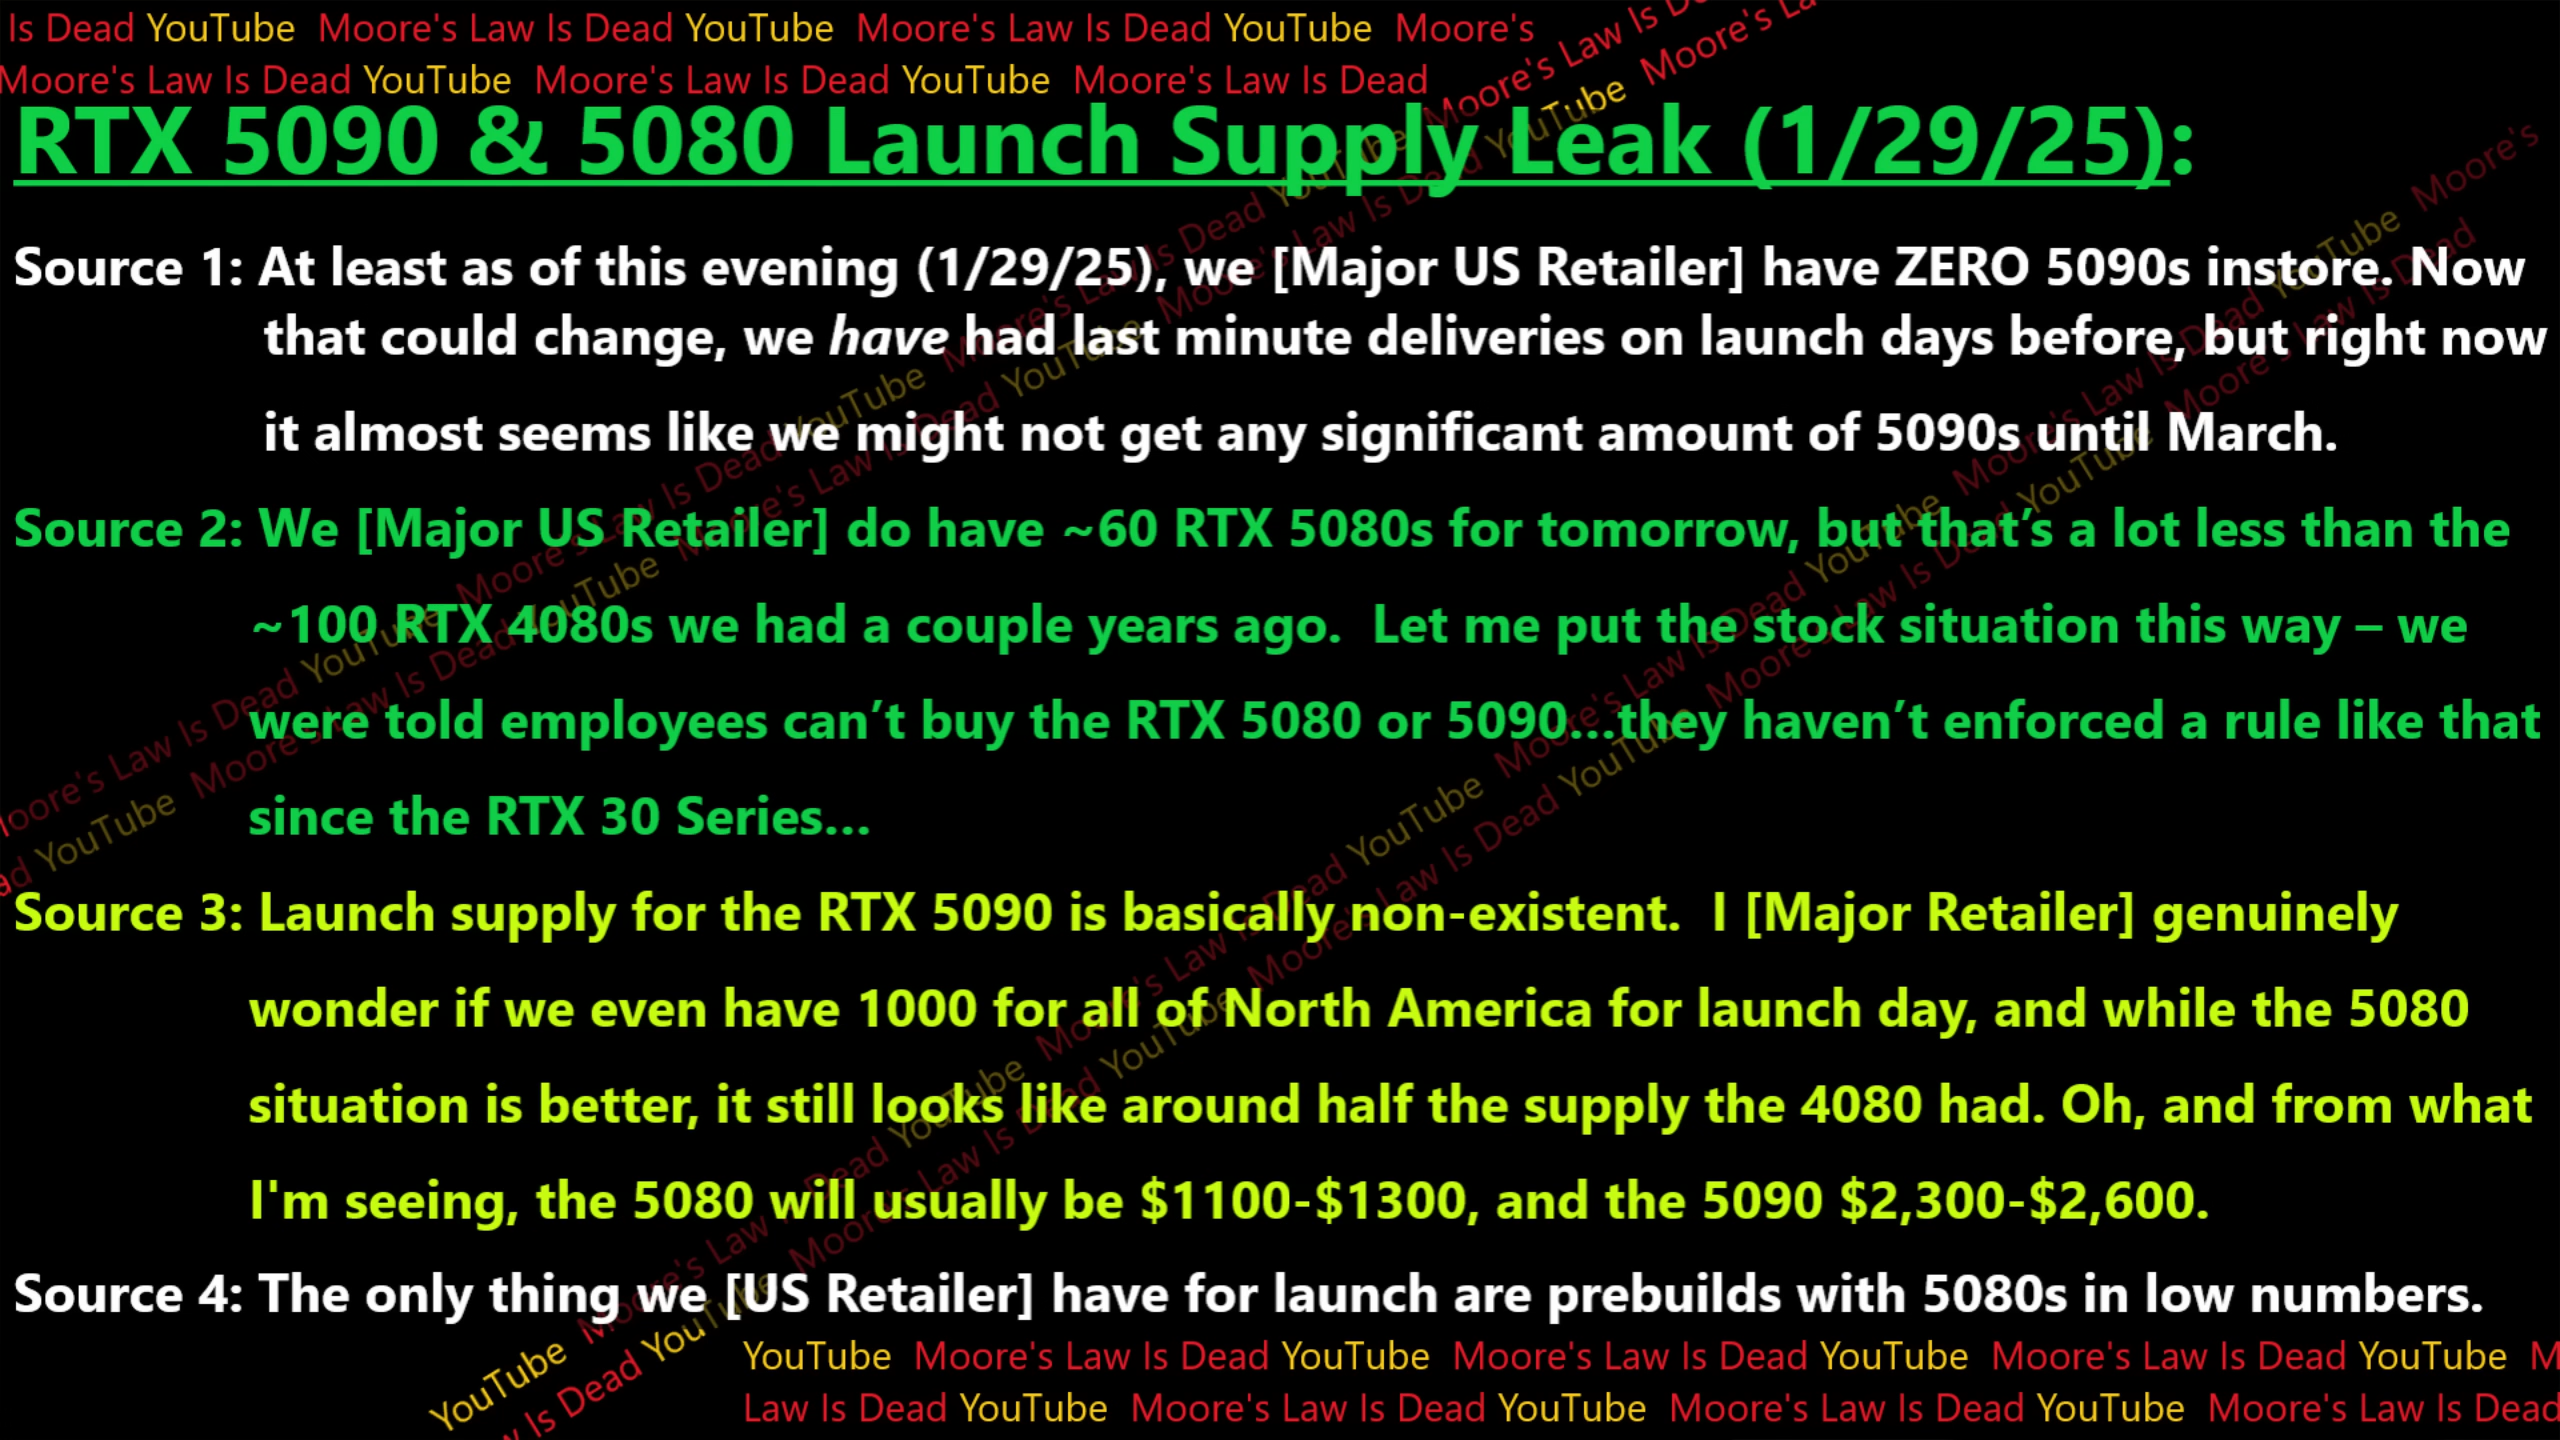 Is Dead YouTube Moore's Law Is Dead YouTube Moore's Law Is Dead YouTube Moore's
Moore's Law Is Dead YouTube Moore's Law Is Dead YouTube Moore's Law Is Dead
RTX 5090 & 5080 Launch Supply Leak (1/29/25):
Source 1: At least as of this evening (1/29/25), we [Major US Retailer] have ZERO 5090s instore. Now
that could change, we have had last minute deliveries on launch days before, but right now
it almost seems like we might not get any significant amount of 5090s until March.
Source 2: We [Major US Retailer] do have ~60 RTX 5080s for tomorrow, but that’s a lot less than the
~100 RTX 4080s we had a couple years ago. Let me put the stock situation this way – we
were told employees can’t buy the RTX 5080 or 5090...they haven’t enforced a rule like that
since the RTX 30 Series...
Source 3: Launch supply for the RTX 5090 is basically non-existent. I [Major Retailer] genuinely
wonder if we even have 1000 for all of North America for launch day, and while the 5080
situation is better, it still looks like around half the supply the 4080 had. Oh, and from what
I'm seeing, the 5080 will usually be $1100-$1300, and the 5090 $2,300-$2,600.
Source 4: The only thing we [US Retailer] have for launch are prebuilds with 5080s in low numbers.
YouTube Moore's Law Is Dead YouTube Moore's Law Is Dead YouTube Moore's Law Is Dead YouTube M
Law Is Dead YouTube Moore's Law Is Dead YouTube Moore's Law Is Dead YouTube Moore's Law Is Dead